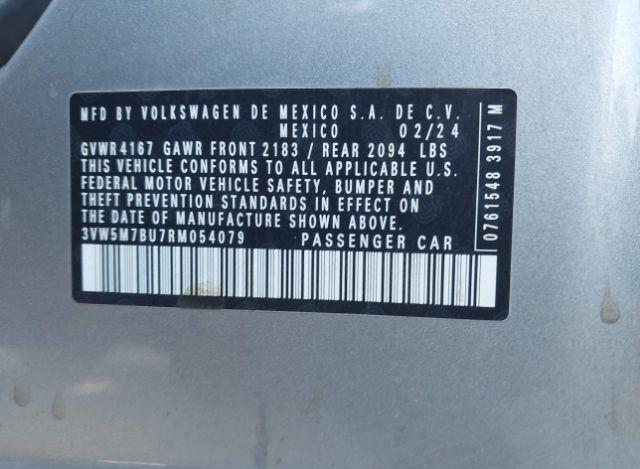 MFD BY VOLKSWAGEN DE MEXICO S.A. DE C.V.
MEXICO 02/24
GVWR 4167 GAWR FRONT 2183 / REAR 2094 LBS
THIS VEHICLE CONFORMS TO ALL APPLICABLE U.S.
FEDERAL MOTOR VEHICLE SAFETY, BUMPER AND
THEFT PREVENTION STANDARDS IN EFFECT ON
THE DATE OF MANUFACTURE SHOWN ABOVE
3VW5M7BU7RM054079 PASSENGER CAR
0761548 3917 M